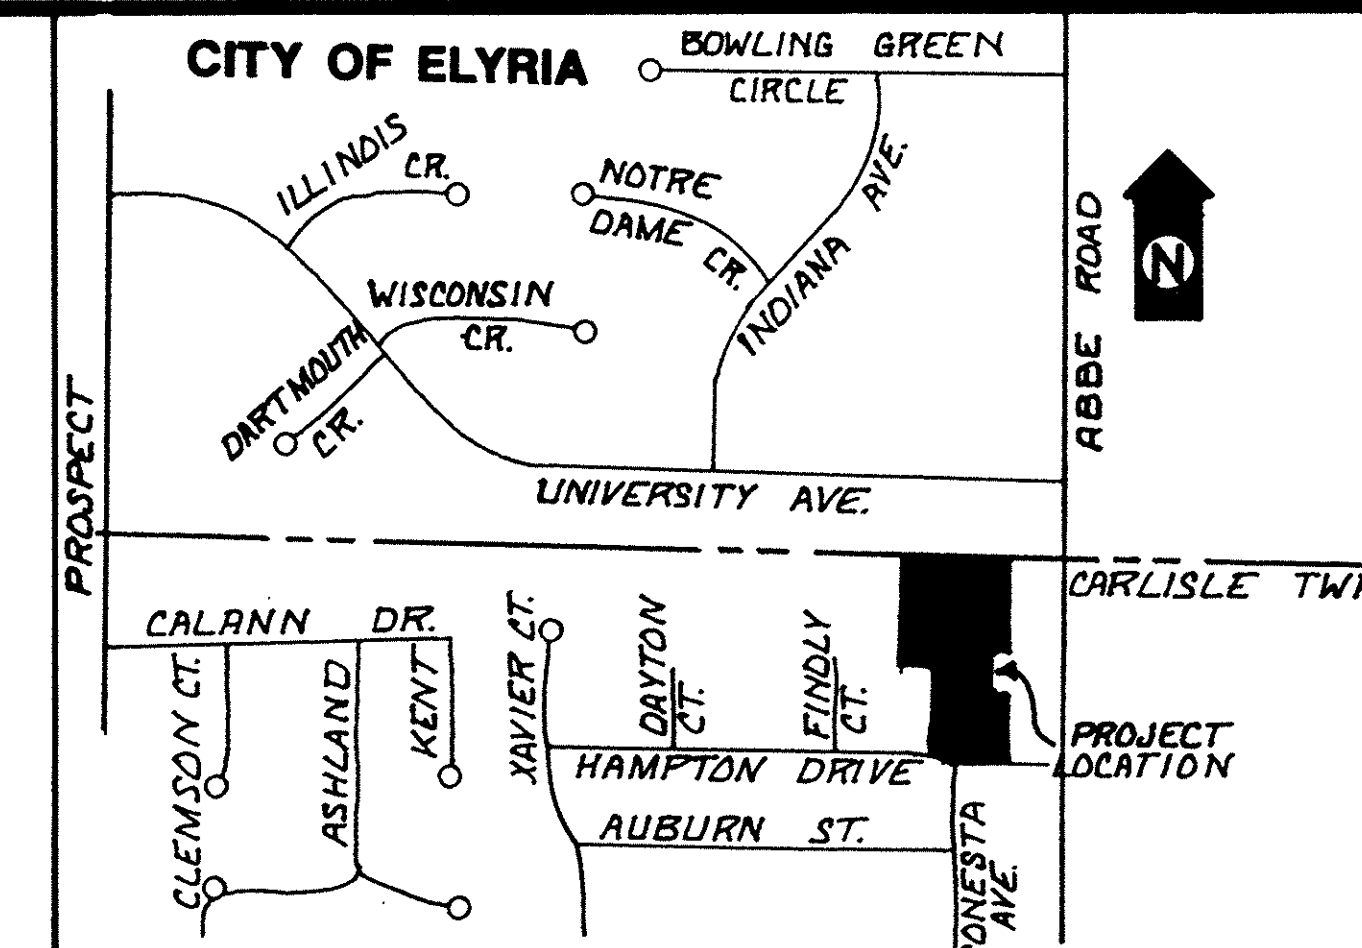 CITY OF ELYRIA
BOWLING GREEN
CIRCLE
ILLINOIS
CR.
NOTRE
DAME
CR.
INDIANA
AVE.
ABBE ROAD
N
WISCONSIN
CR.
DARTMOUTH
CR.
PROSPECT
UNIVERSITY AVE.
CARLISLE
CALANN DR.
CLEMSON CT.
ASHLAND
KENT
XAVIER CT.
DAYTON
CT.
FINDLY
CT.
PROJECT
LOCATION
HAMPTON DRIVE
AUBURN ST.
AVE.